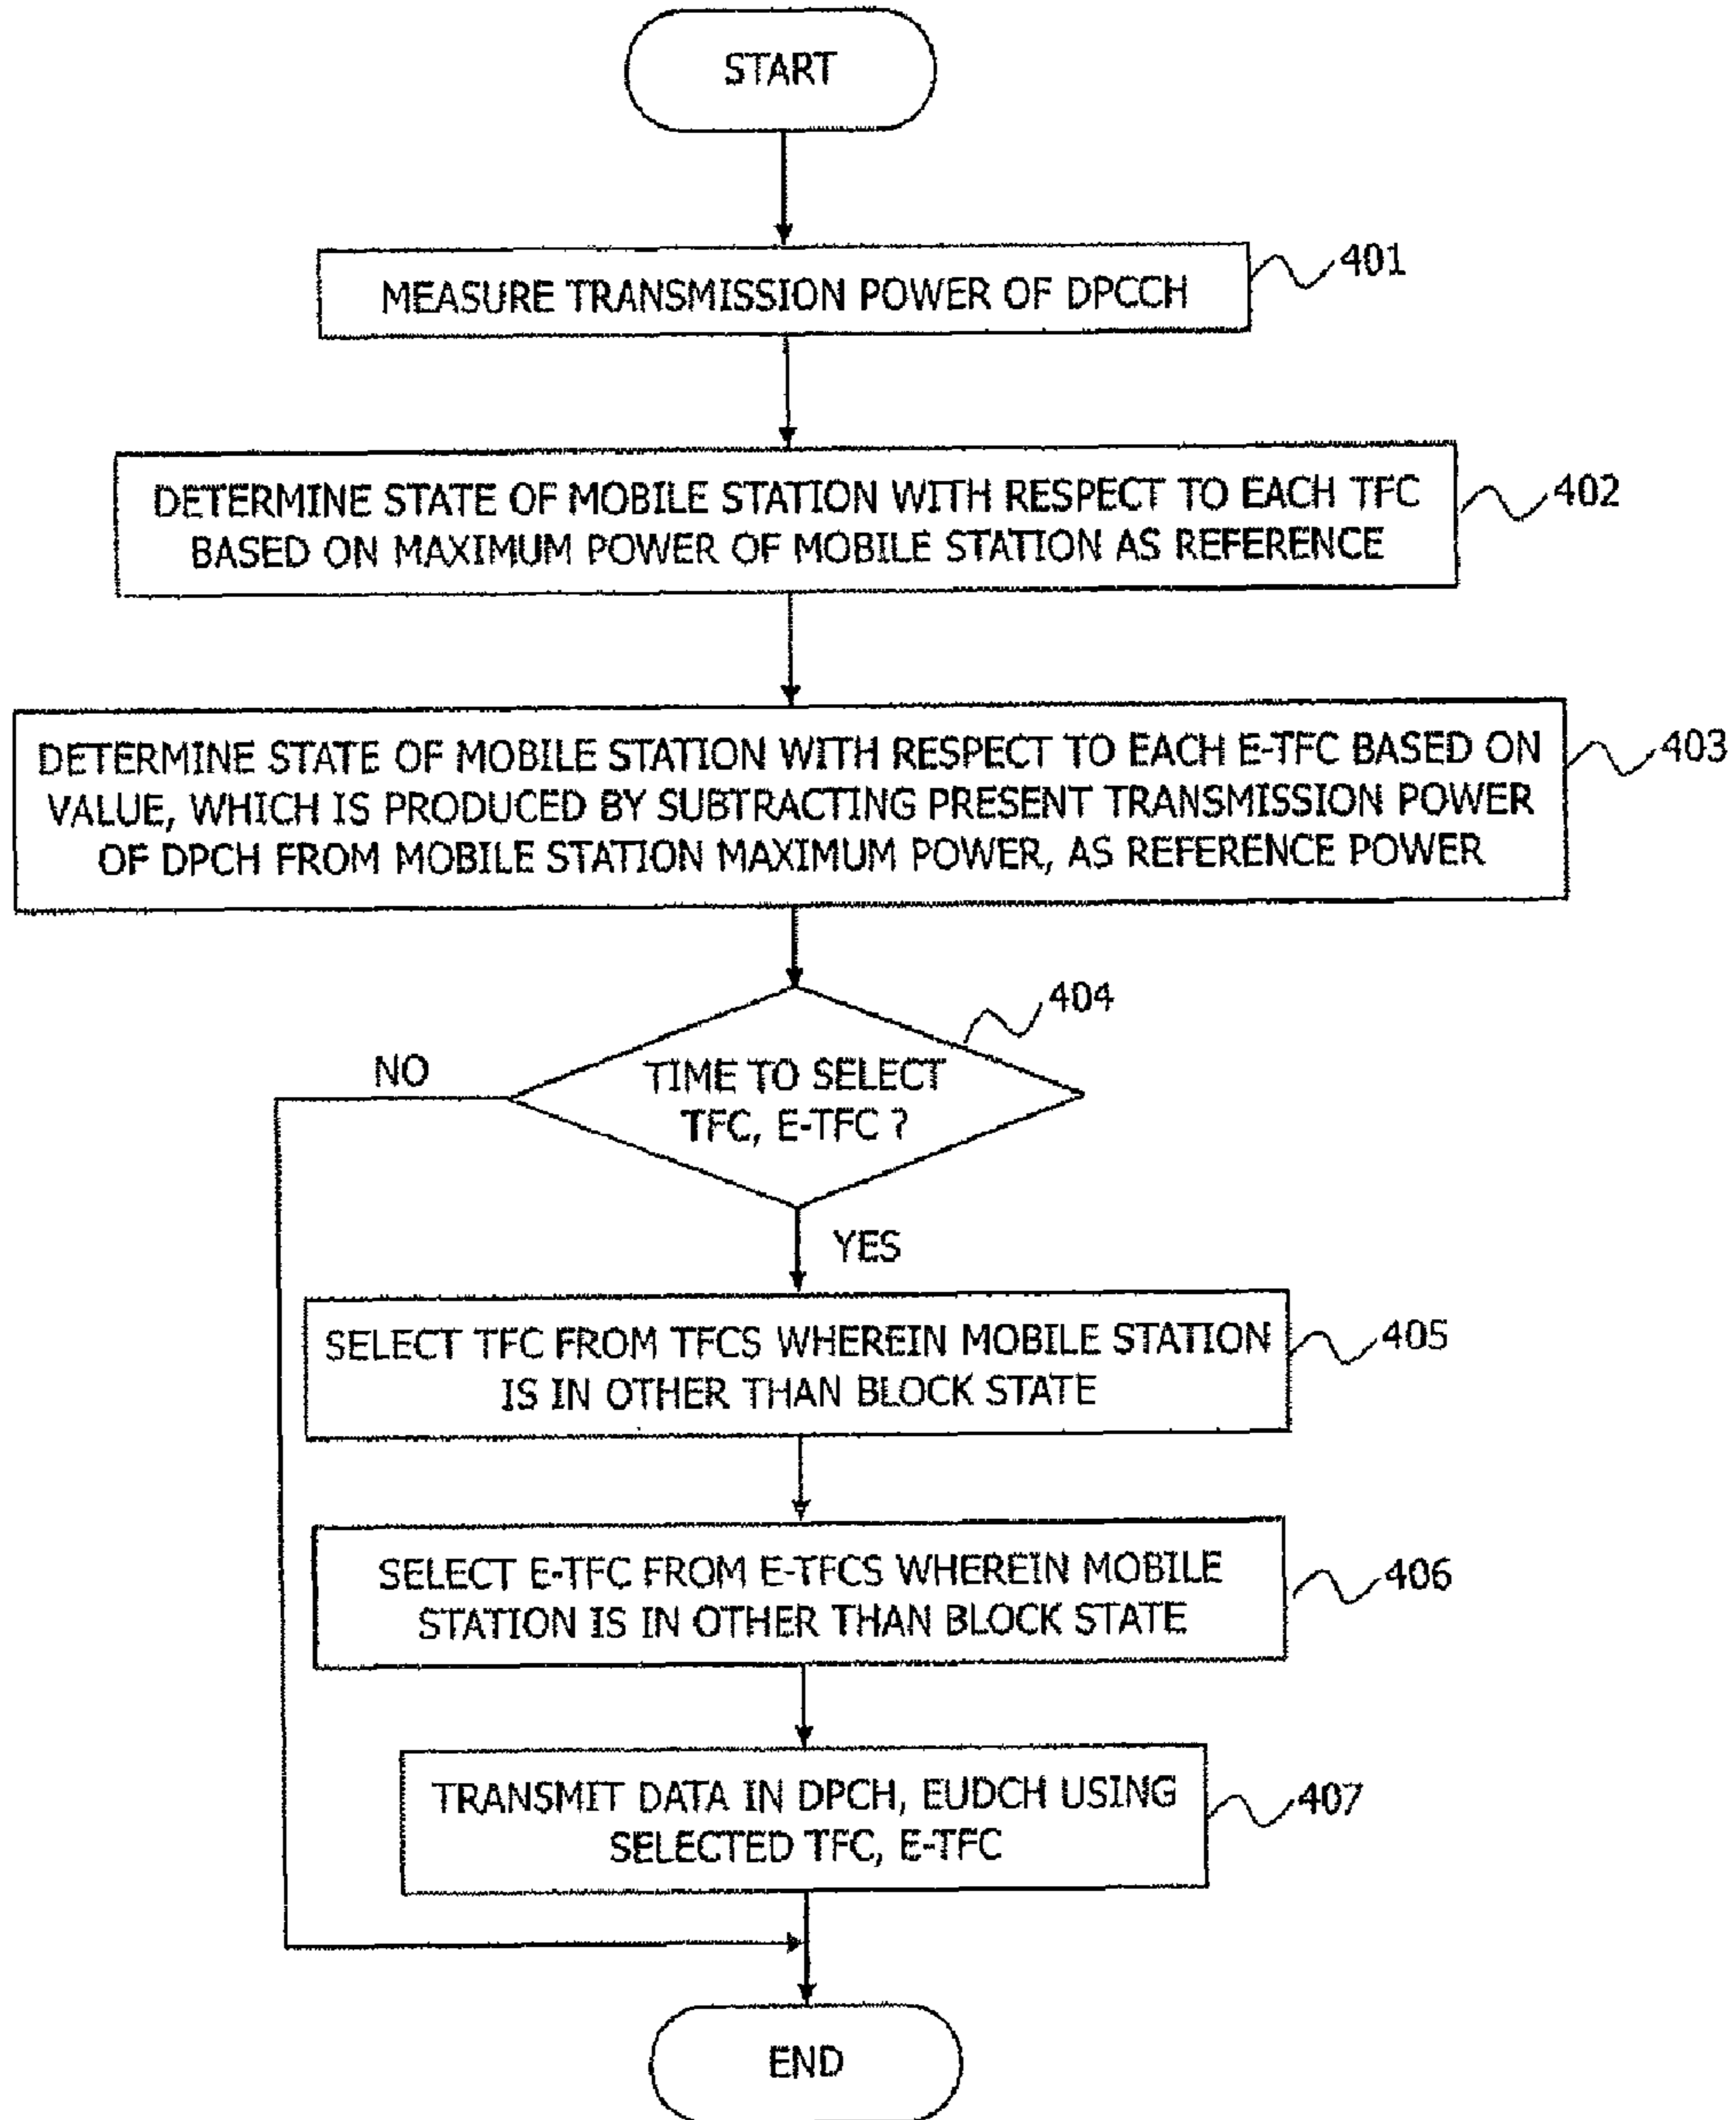 START
MEASURE TRANSMISSION POWER OF DPCCH
401
DETERMINE STATE OF MOBILE STATION WITH RESPECT TO EACH TFC
BASED ON MAXIMUM POWER OF MOBILE STATION AS REFERENCE
402
DETERMINE STATE OF MOBILE STATION WITH RESPECT TO EACH E-TFC BASED ON
VALUE, WHICH IS PRODUCED BY SUBTRACTING PRESENT TRANSMISSION POWER
OF DPCH FROM MOBILE STATION MAXIMUM POWER, AS REFERENCE POWER
403
404
TIME TO SELECT
TFC, E-TFC ?
NO
YES
SELECT TFC FROM TFCS WHEREIN MOBILE STATION
IS IN OTHER THAN BLOCK STATE
405
SELECT E-TFC FROM E-TFCS WHEREIN MOBILE
STATION IS IN OTHER THAN BLOCK STATE
406
TRANSMIT DATA IN DPCH, EUDCH USING
SELECTED TFC, E-TFC
407
END